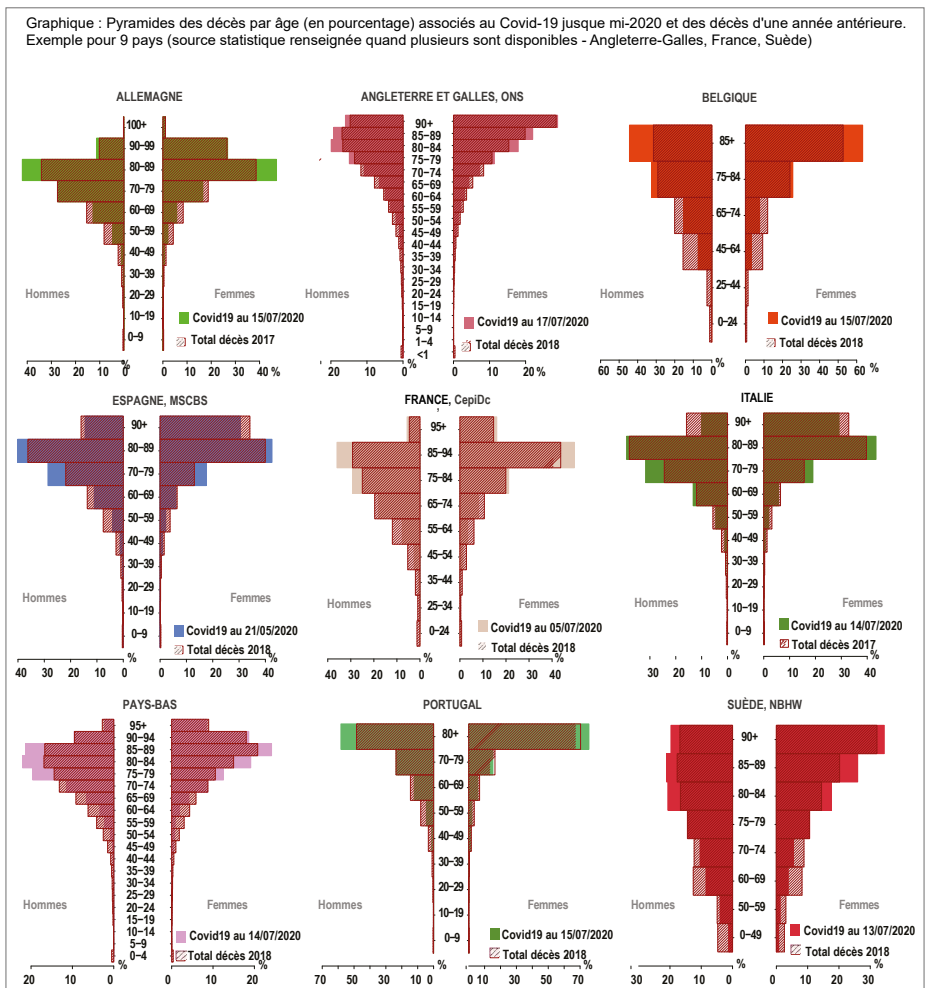 Graphique : Pyramides des décès par âge (en pourcentage) associés au Covid-19 jusque mi-2020 et des décès d'une année antérieure.
Exemple pour 9 pays (source statistique renseignée quand plusieurs sont disponibles - Angleterre-Galles, France, Suède)
ALLEMAGNE
100+
90−99
80−89
70−79
60−69
50−59
40−49
30−39
20−29
10−19
0−9
Hommes
Femmes
Covid19 au 15/07/2020
Total décès 2017
40 30 20 10 0 0 10 20 30 40 %
ANGLETERRE ET GALLES, ONS
90+
85−89
80−84
75−79
70−74
65−69
60−64
55−59
50−54
45−49
40−44
35−39
30−34
25−29
20−24
15−19
10−14
5−9
1−4
<1
Hommes
Femmes
Covid19 au 17/07/2020
Total décès 2018
20 10 0 % 0 10 20 %
BELGIQUE
85+
75−84
65−74
45−64
25−44
0−24
Hommes
Femmes
Covid19 au 15/07/2020
Total décès 2018
60 50 40 30 20 10 0 % 0 10 20 30 40 50 60 %
ESPAGNE, MSCBS
90+
80−89
70−79
60−69
50−59
40−49
30−39
20−29
10−19
0−9
Hommes
Femmes
Covid19 au 21/05/2020
Total décès 2018
40 30 20 10 0 % 0 10 20 30 40 %
FRANCE, CepiDc
95+
85−94
75−84
65−74
55−64
45−54
35−44
25−34
0−24
Hommes
Femmes
Covid19 au 05/07/2020
Total décès 2018
40 30 20 10 0 % 0 10 20 30 40 %
ITALIE
90+
80−89
70−79
60−69
50−59
40−49
30−39
20−29
10−19
0−9
Hommes
Femmes
Covid19 au 14/07/2020
Total décès 2017
30 20 10 0 % 0 10 20 30 40 %
PAYS-BAS
95+
90−94
85−89
80−84
75−79
70−74
65−69
60−64
55−59
50−54
45−49
40−44
35−39
30−34
25−29
20−24
15−19
10−14
5−9
0−4
Hommes
Femmes
Covid19 au 14/07/2020
Total décès 2018
20 10 0 % 0 10 20 %
PORTUGAL
80+
70−79
60−69
50−59
40−49
30−39
20−29
10−19
0−9
Hommes
Femmes
Covid19 au 15/07/2020
Total décès 2018
70 50 30 10 0 % 0 10 30 50 70 %
SUÈDE, NBHW
90+
85−89
80−84
75−79
70−74
60−69
50−59
0−49
Hommes
Femmes
Covid19 au 13/07/2020
Total décès 2018
30 20 10 0 % 0 10 20 30 %